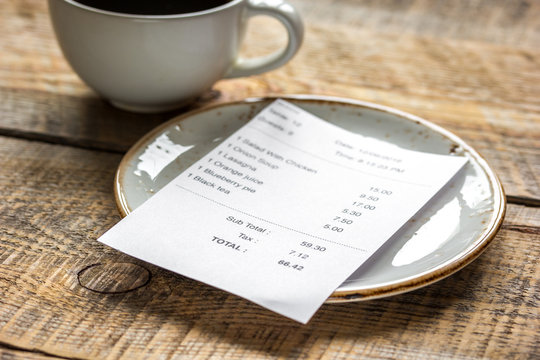 Table: 12 Date: 12/08/2016
Guests: 2 Time: 9:13:23 PM
1 Salad With Chicken 15.00
1 Onion Soup 9.50
1 Lasagna 17.00
1 Orange juice 5.30
1 Blueberry pie 7.50
1 Black tea 5.00
Sub Total : 59.30
Tax : 7.12
TOTAL : 66.42